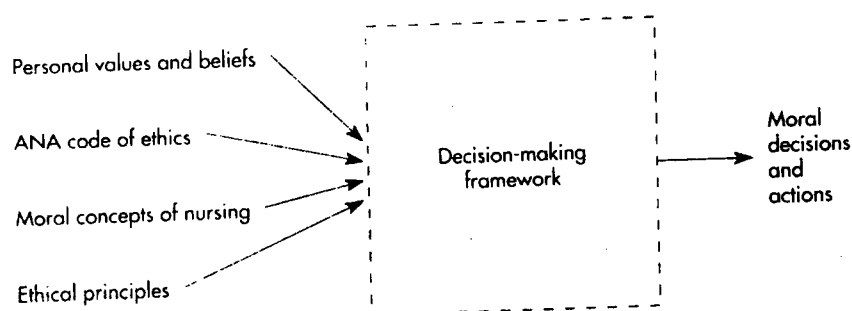 Personal values and beliefs
ANA code of ethics
Moral concepts of nursing
Ethical principles
Decision-making
framework
Moral
decisions
and
actions